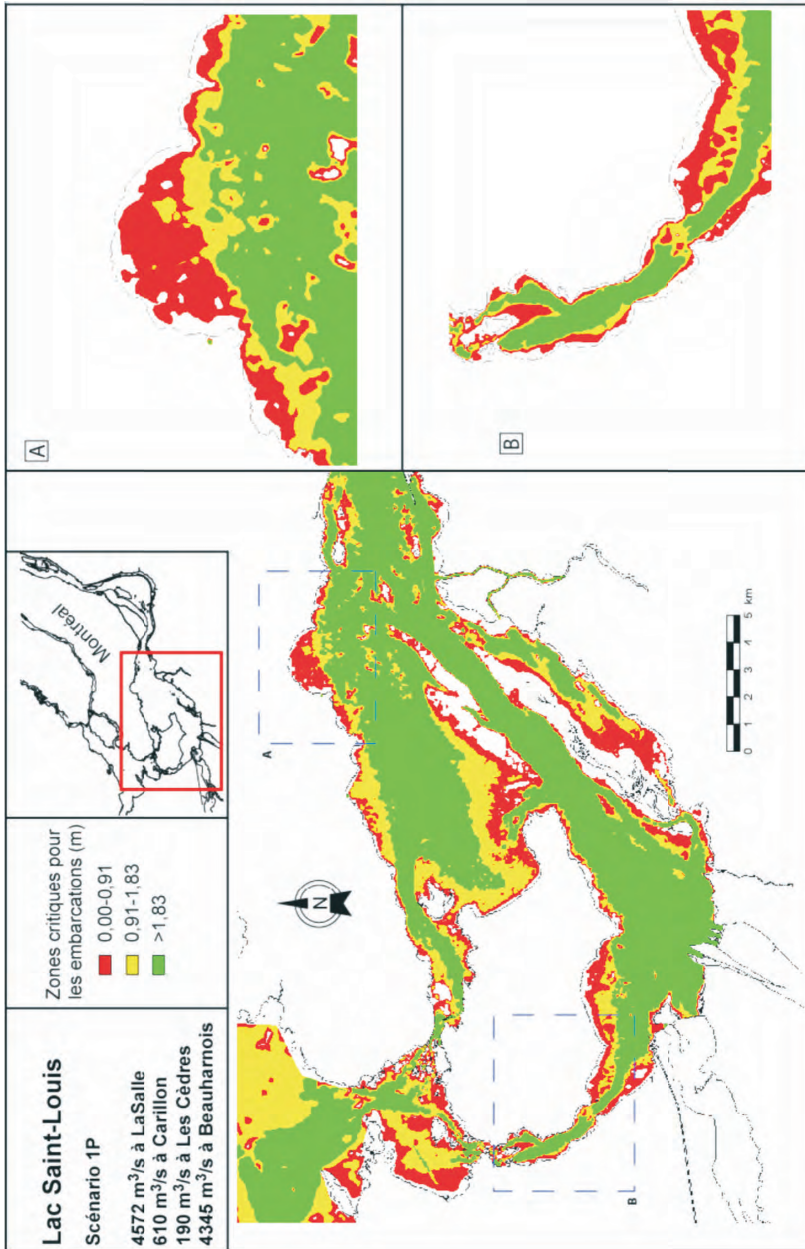 Lac Saint-Louis
Scénario 1P
4572 m³/s à LaSalle
610 m³/s à Carillon
190 m³/s à Les Cèdres
4345 m³/s à Beauharnois
Zones critiques pour
les embarcations (m)
0,00-0,91
0,91-1,83
>1,83
Montréal
N
A
B
0 1 2 3 4 5 km
A
B